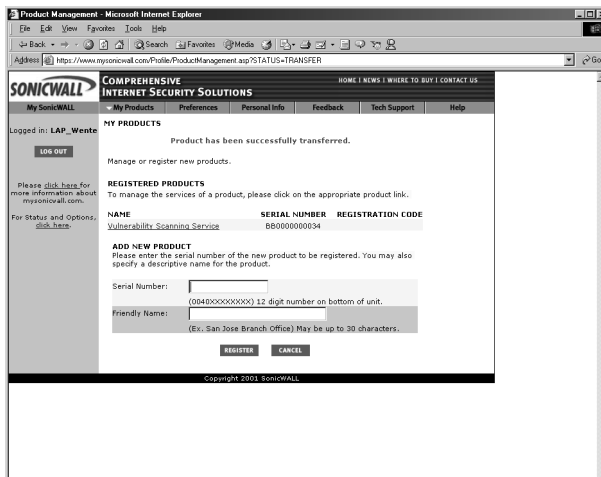 Product Management - Microsoft Internet Explorer
File Edit View Favorites Tools Help
Back Search Favorites Media
Address https://www.mysonicwall.com/Profile/ProductManagement.asp?STATUS=TRANSFER Go
SONICWALL
COMPREHENSIVE
INTERNET SECURITY SOLUTIONS
HOME | NEWS | WHERE TO BUY | CONTACT US
My SonicWALL My Products Preferences Personal Info Feedback Tech Support Help
Logged in: LAP_Wente
LOG OUT
Please click here for
more information about
mysonicwall.com.
For Status and Options,
click here.
MY PRODUCTS
Product has been successfully transferred.
Manage or register new products.
REGISTERED PRODUCTS
To manage the services of a product, please click on the appropriate product link.
NAME SERIAL NUMBER REGISTRATION CODE
Vulnerability Scanning Service BB0000000034
ADD NEW PRODUCT
Please enter the serial number of the new product to be registered. You may also
specify a descriptive name for the product.
Serial Number:
(0040XXXXXXXX) 12 digit number on bottom of unit.
Friendly Name:
(Ex. San Jose Branch Office) May be up to 30 characters.
REGISTER CANCEL
Copyright 2001 SonicWALL